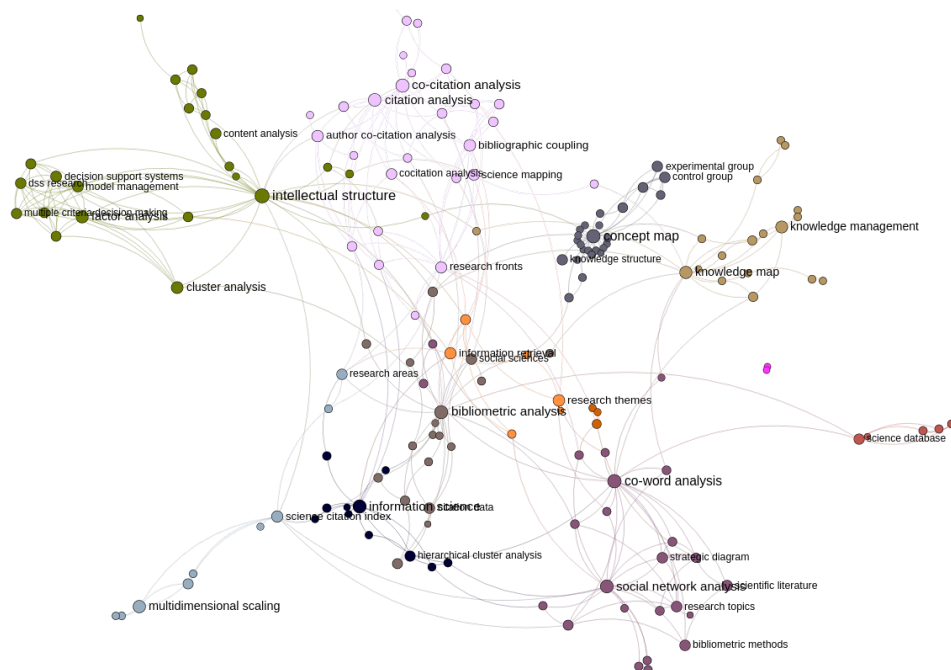 co-citation analysis
citation analysis
content analysis
author co-citation analysis
bibliographic coupling
experimental group
decision support systems
cocitation analysis
science mapping
control group
dss research
model management
intellectual structure
multiple criteria decision making
factor analysis
knowledge management
concept map
knowledge structure
research fronts
knowledge map
cluster analysis
information retrieval
social sciences
research areas
research themes
bibliometric analysis
science database
co-word analysis
information science
citation data
science citation index
hierarchical cluster analysis
strategic diagram
social network analysis
scientific literature
multidimensional scaling
research topics
bibliometric methods